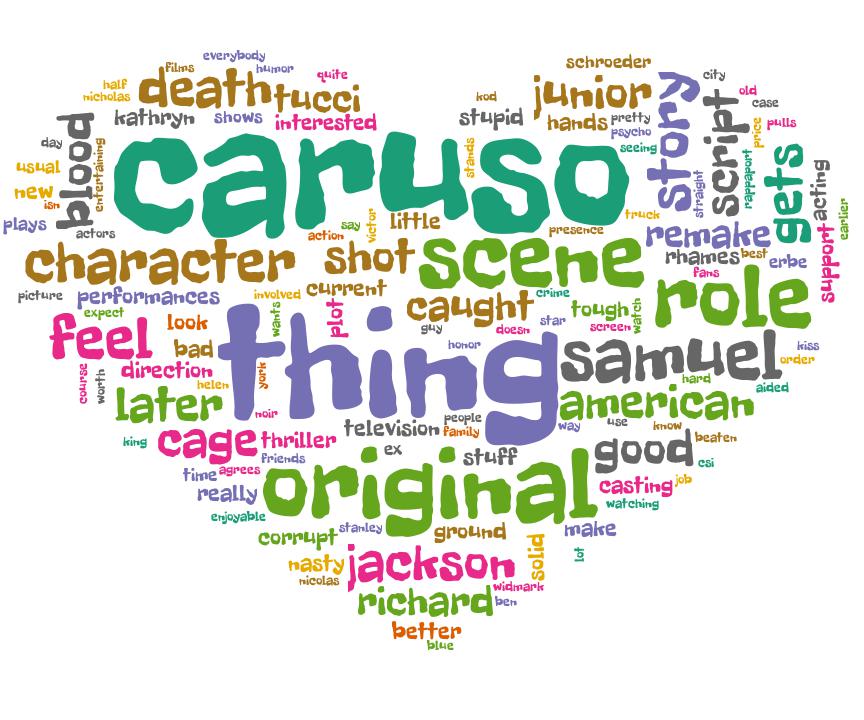 everybody
films
humor
schroeder
half
death
quite
nicholas
tucci
kod
junior
story
city
old
case
kathryn
shows
interested
stupid
hands
pretty
script
price
pulls
blood
psycho
day
entertaining
caruso
stands
seeing
rappaport
gets
usual
new
isn
straight
acting
plays
actors
say
victor
little
truck
action
presence
remake
support
earlier
character
shot
scene
rhames
best
erbe
fans
picture
performances
involved
current
crime
role
expect
wants
plot
caught
tough
watch
feel
look
guy
doesn
star
screen
thing
bad
honor
samuel
kiss
order
course
worth
direction
helen
york
hard
aided
later
noir
american
king
cage
thriller
television
people
family
way
use
know
beaten
friends
ex
stuff
good
csi
time
agrees
original
casting
job
really
watching
enjoyable
corrupt
stanley
ground
make
solid
lot
nasty
jackson
nicolas
widmark
richard
ben
better
blue